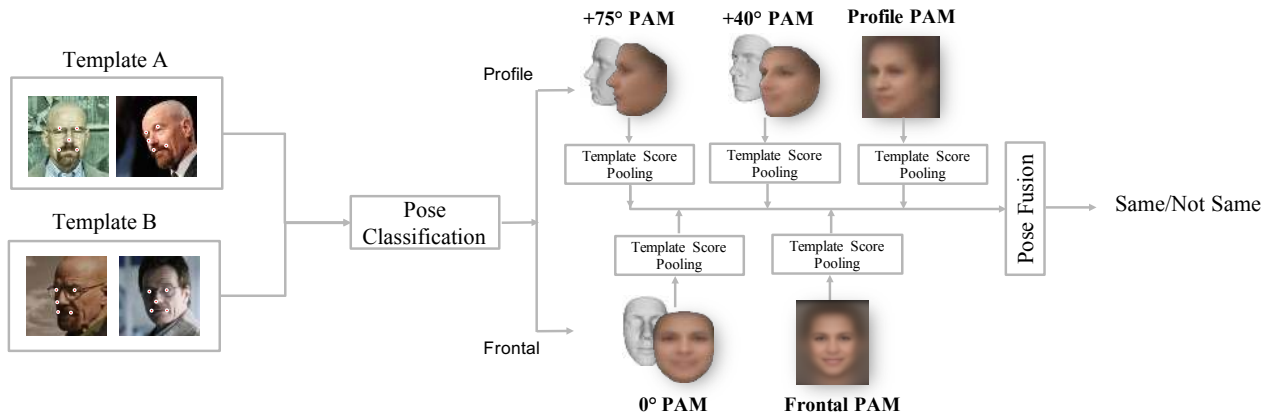 Template A
Template B
Pose
Classification
Profile
Frontal
+75° PAM
+40° PAM
Profile PAM
Template Score
Pooling
Template Score
Pooling
Template Score
Pooling
Template Score
Pooling
Template Score
Pooling
0° PAM
Frontal PAM
Pose Fusion
Same/Not Same